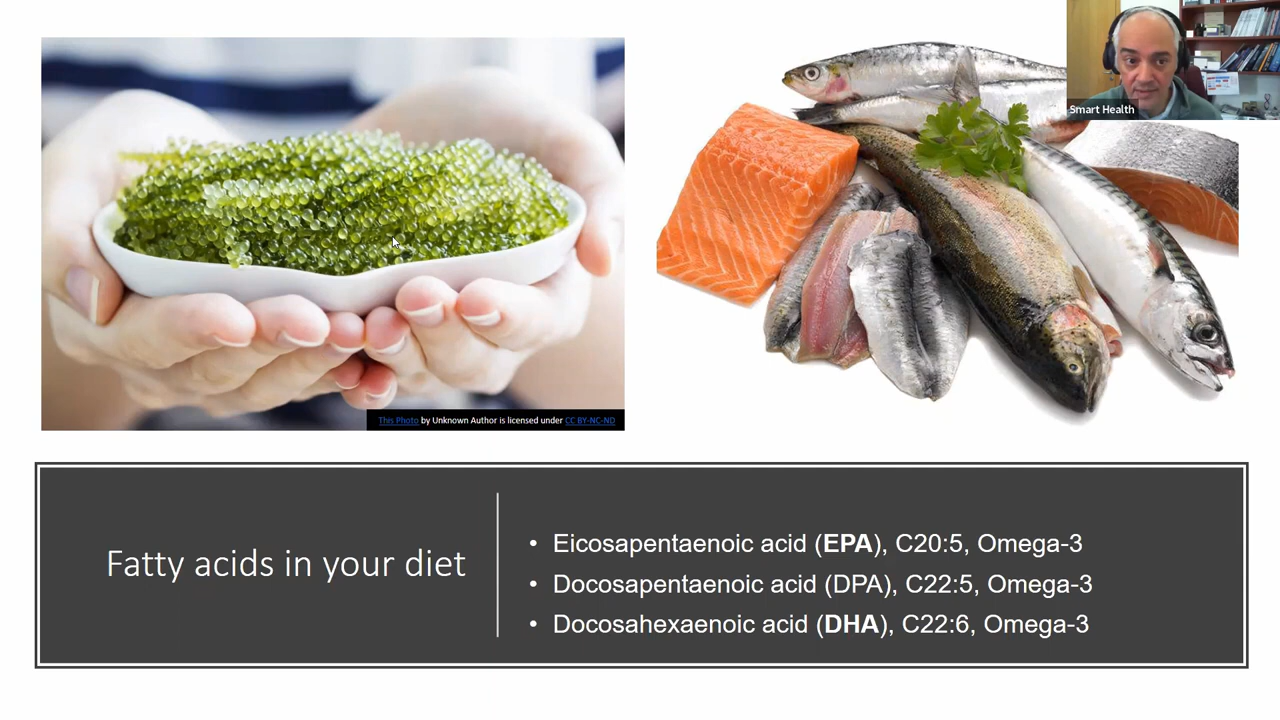 Smart Health
This Photo by Unknown Author is licensed under CC BY-NC-ND
Fatty acids in your diet
• Eicosapentaenoic acid (EPA), C20:5, Omega-3
• Docosapentaenoic acid (DPA), C22:5, Omega-3
• Docosahexaenoic acid (DHA), C22:6, Omega-3